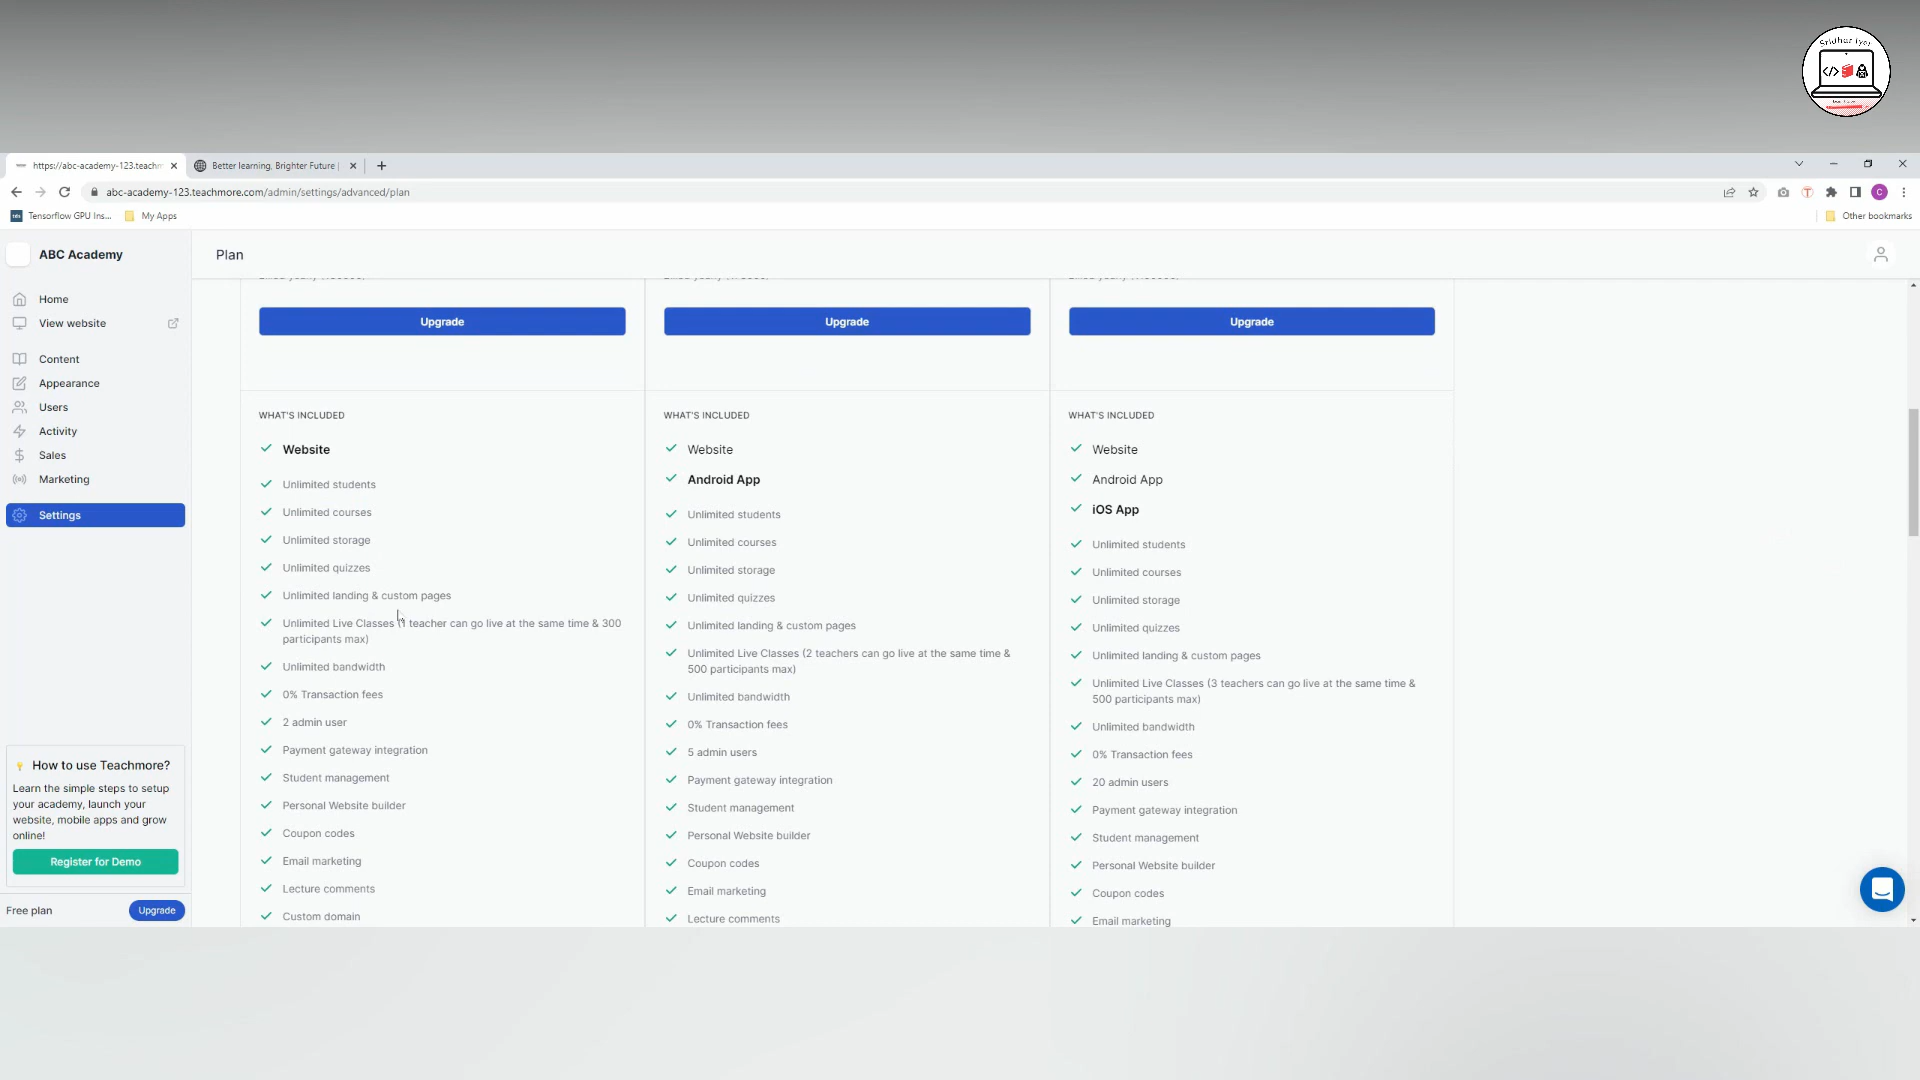 Sridhar Iyer
https://abc-academy-123.teachm
Better learning, Brighter Future |
abc-academy-123.teachmore.com/admin/settings/advanced/plan
C
Tensorflow GPU Ins...
My Apps
Other bookmarks
ABC Academy
Plan
Home
View website
Content
Appearance
Users
Activity
Sales
Marketing
Settings
How to use Teachmore?
Learn the simple steps to setup
your academy, launch your
website, mobile apps and grow
online!
Register for Demo
Free plan
Upgrade
Upgrade
WHAT'S INCLUDED
Website
Unlimited students
Unlimited courses
Unlimited storage
Unlimited quizzes
Unlimited landing & custom pages
Unlimited Live Classes (1 teacher can go live at the same time & 300
participants max)
Unlimited bandwidth
0% Transaction fees
2 admin user
Payment gateway integration
Student management
Personal Website builder
Coupon codes
Email marketing
Lecture comments
Custom domain
Upgrade
WHAT'S INCLUDED
Website
Android App
Unlimited students
Unlimited courses
Unlimited storage
Unlimited quizzes
Unlimited landing & custom pages
Unlimited Live Classes (2 teachers can go live at the same time &
500 participants max)
Unlimited bandwidth
0% Transaction fees
5 admin users
Payment gateway integration
Student management
Personal Website builder
Coupon codes
Email marketing
Lecture comments
Upgrade
WHAT'S INCLUDED
Website
Android App
iOS App
Unlimited students
Unlimited courses
Unlimited storage
Unlimited quizzes
Unlimited landing & custom pages
Unlimited Live Classes (3 teachers can go live at the same time &
500 participants max)
Unlimited bandwidth
0% Transaction fees
20 admin users
Payment gateway integration
Student management
Personal Website builder
Coupon codes
Email marketing